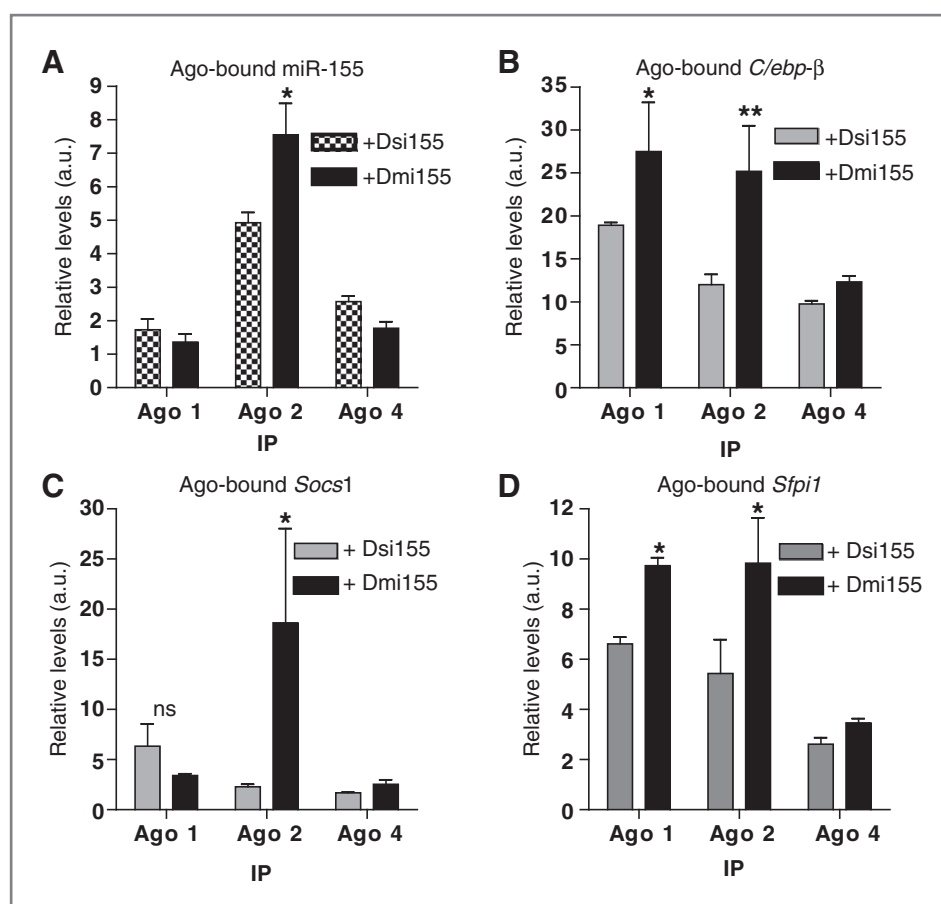 A
Ago-bound miR-155
9
8
7
6
5
4
3
2
1
0
Relative levels (a.u.)
*
+Dsi155
+Dmi155
Ago 1
Ago 2
Ago 4
IP
B
Ago-bound C/ebp-β
35
30
25
20
15
10
5
0
Relative levels (a.u.)
*
**
+Dsi155
+Dmi155
Ago 1
Ago 2
Ago 4
IP
C
Ago-bound Socs1
30
25
20
15
10
5
0
Relative levels (a.u.)
ns
*
+ Dsi155
+ Dmi155
Ago 1
Ago 2
Ago 4
IP
D
Ago-bound Sfpi1
12
10
8
6
4
2
0
Relative levels (a.u.)
*
*
+ Dsi155
+ Dmi155
Ago 1
Ago 2
Ago 4
IP